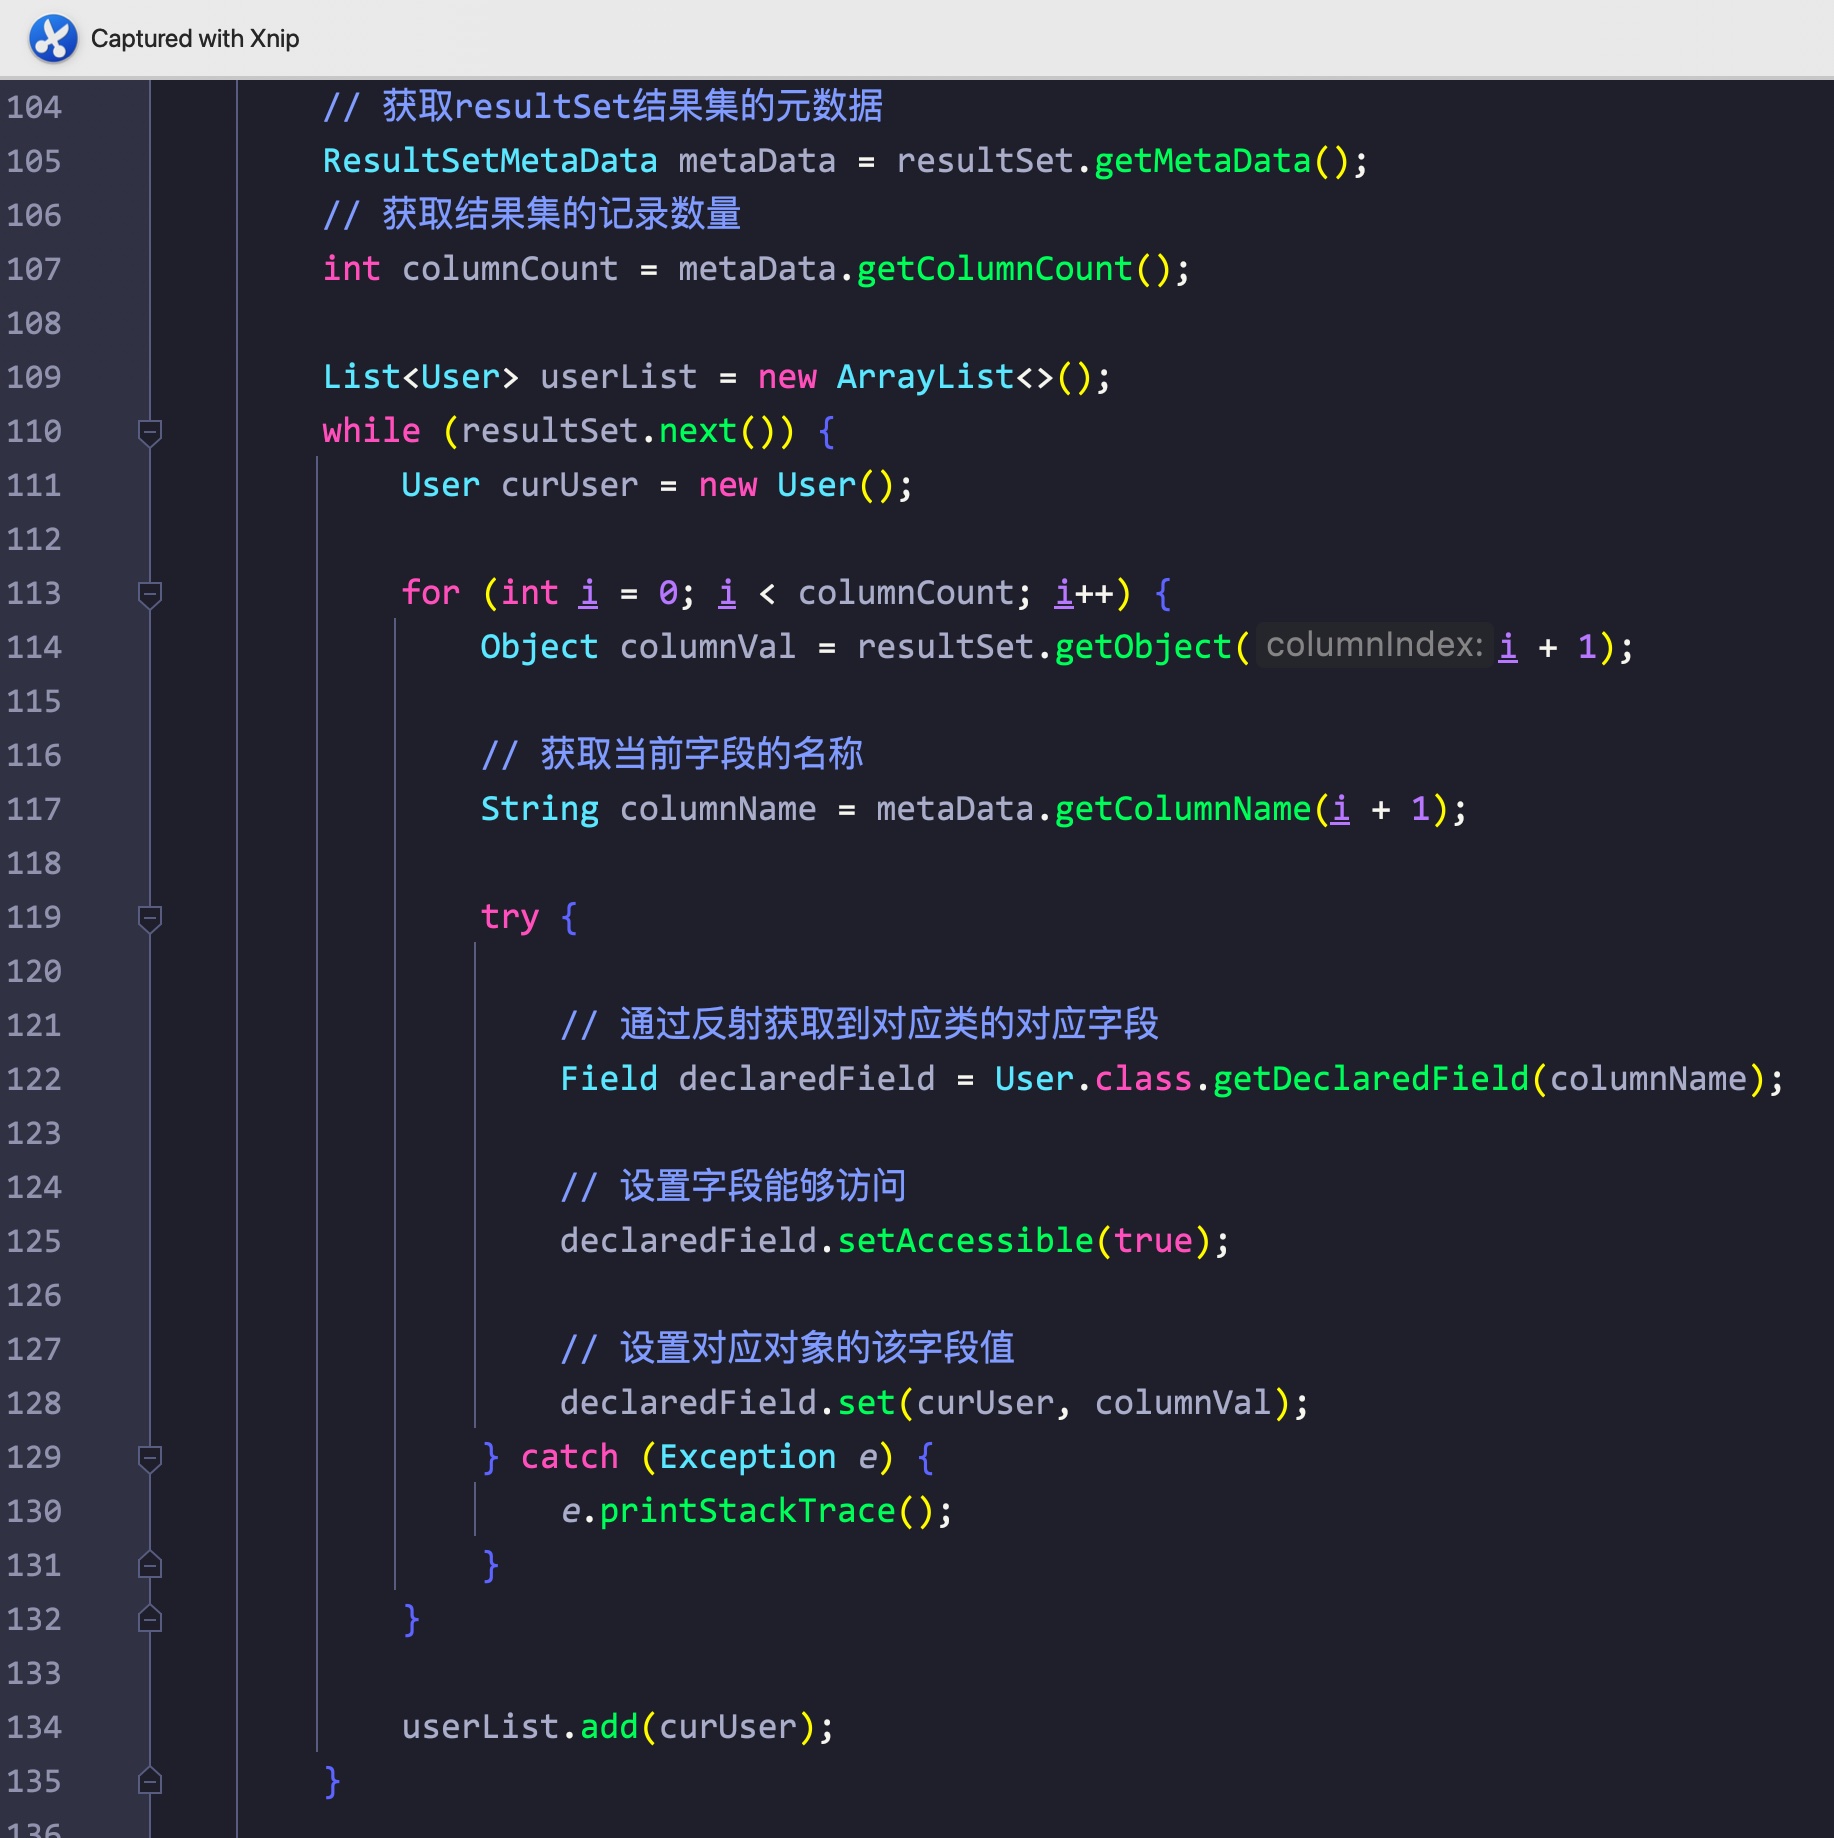 Captured with Xnip
104 // 获取resultSet结果集的元数据
105 ResultSetMetaData metaData = resultSet.getMetaData();
106 // 获取结果集的记录数量
107 int columnCount = metaData.getColumnCount();
108
109 List<User> userList = new ArrayList<>();
110 while (resultSet.next()) {
111 User curUser = new User();
112
113 for (int i = 0; i < columnCount; i++) {
114 Object columnVal = resultSet.getObject( columnIndex: i + 1);
115
116 // 获取当前字段的名称
117 String columnName = metaData.getColumnName(i + 1);
118
119 try {
120
121 // 通过反射获取到对应类的对应字段
122 Field declaredField = User.class.getDeclaredField(columnName);
123
124 // 设置字段能够访问
125 declaredField.setAccessible(true);
126
127 // 设置对应对象的该字段值
128 declaredField.set(curUser, columnVal);
129 } catch (Exception e) {
130 e.printStackTrace();
131 }
132 }
133
134 userList.add(curUser);
135 }
136